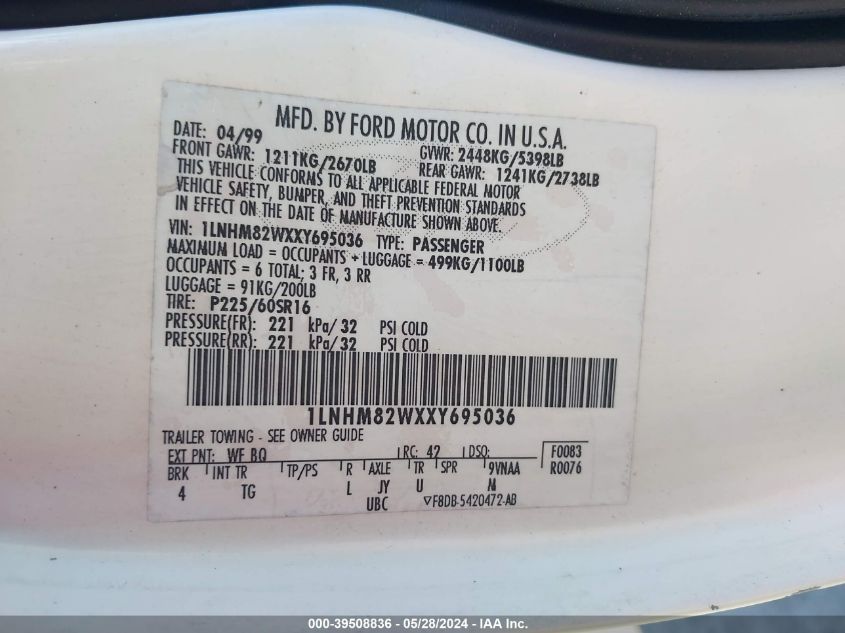 MFD. BY FORD MOTOR CO. IN U.S.A.
DATE: 04/99 GVWR: 2448KG/5398LB
FRONT GAWR: 1211KG/2670LB REAR GAWR: 1241KG/2738LB
THIS VEHICLE CONFORMS TO ALL APPLICABLE FEDERAL MOTOR
VEHICLE SAFETY, BUMPER, AND THEFT PREVENTION STANDARDS
IN EFFECT ON THE DATE OF MANUFACTURE SHOWN ABOVE.
VIN: 1LNHM82WXXY695036 TYPE: PASSENGER
MAXIMUM LOAD = OCCUPANTS + LUGGAGE = 499KG/1100LB
OCCUPANTS = 6 TOTAL; 3 FR, 3 RR
LUGGAGE = 91KG/200LB
TIRE: P225/60SR16
PRESSURE(FR): 221 kPa/32 PSI COLD
PRESSURE(RR): 221 kPa/32 PSI COLD
1LNHM82WXXY695036
TRAILER TOWING - SEE OWNER GUIDE
EXT PNT: WF BQ RC: 42 DSO: F0083
BRK INT TR TP/PS R AXLE TR SPR 9VNAA R0076
4 TG L JY U M
UBC F8DB-5420472-AB
000-39508836 - 05/28/2024 - IAA Inc.